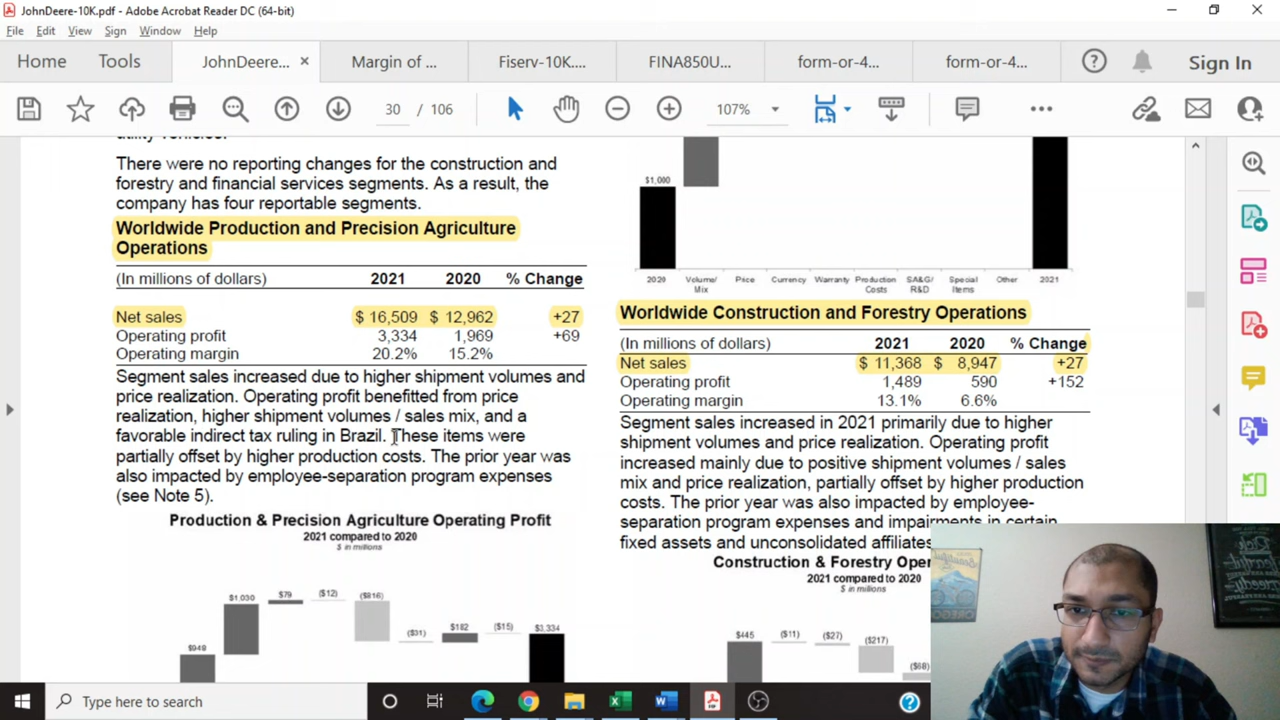 JohnDeere-10K.pdf - Adobe Acrobat Reader DC (64-bit)
File Edit View Sign Window Help
Home Tools JohnDeere... × Margin of ... Fiserv-10K.... FINA850U... form-or-4... form-or-4... Sign In
30 / 106 107%
utility vehicles.
There were no reporting changes for the construction and
forestry and financial services segments. As a result, the
company has four reportable segments.
Worldwide Production and Precision Agriculture
Operations
(In millions of dollars) 2021 2020 % Change
Net sales $ 16,509 $ 12,962 +27
Operating profit 3,334 1,969 +69
Operating margin 20.2% 15.2%
Segment sales increased due to higher shipment volumes and
price realization. Operating profit benefitted from price
realization, higher shipment volumes / sales mix, and a
favorable indirect tax ruling in Brazil. These items were
partially offset by higher production costs. The prior year was
also impacted by employee-separation program expenses
(see Note 5).
Production & Precision Agriculture Operating Profit
2021 compared to 2020
$ in millions
$948 $1,030 $79 ($12) ($816) ($31) $182 ($15) $3,334
$1,000
2020 Volume/ Price Currency Warranty Production SA&G/ Special Other 2021
Mix Costs R&D Items
Worldwide Construction and Forestry Operations
(In millions of dollars) 2021 2020 % Change
Net sales $ 11,368 $ 8,947 +27
Operating profit 1,489 590 +152
Operating margin 13.1% 6.6%
Segment sales increased in 2021 primarily due to higher
shipment volumes and price realization. Operating profit
increased mainly due to positive shipment volumes / sales
mix and price realization, partially offset by higher production
costs. The prior year was also impacted by employee-
separation program expenses and impairments in certain
fixed assets and unconsolidated affiliates
Construction & Forestry Oper
2021 compared to 2020
$ in millions
$445 ($11) ($27) ($217) ($68)
OREGON
Type here to search